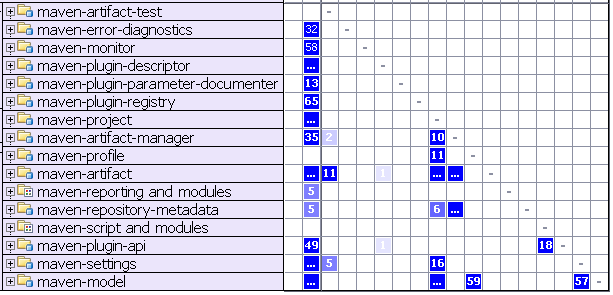 maven-artifact-test -
maven-error-diagnostics 32 -
maven-monitor 58 -
maven-plugin-descriptor ... -
maven-plugin-parameter-documenter 13 -
maven-plugin-registry 65 -
maven-project ... -
maven-artifact-manager 35 2 10 -
maven-profile 11 -
maven-artifact ... 11 1 ... ... -
maven-reporting and modules 5 -
maven-repository-metadata 5 6 ... -
maven-script and modules -
maven-plugin-api 49 1 18 -
maven-settings ... 5 16 -
maven-model ... ... 59 57 -